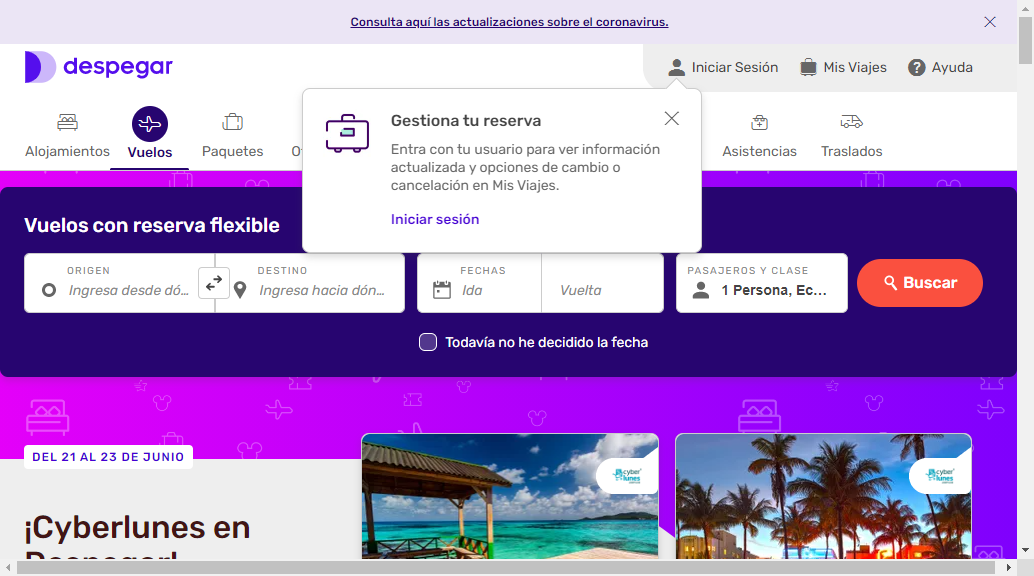 Consulta aquí las actualizaciones sobre el coronavirus.
despegar
Iniciar Sesión
Mis Viajes
Ayuda
Alojamientos
Vuelos
Paquetes
Asistencias
Traslados
Gestiona tu reserva
Entra con tu usuario para ver información
actualizada y opciones de cambio o
cancelación en Mis Viajes.
Iniciar sesión
Vuelos con reserva flexible
ORIGEN
Ingresa desde dó...
DESTINO
Ingresa hacia dón...
FECHAS
Ida
Vuelta
PASAJEROS Y CLASE
1 Persona, Ec...
Buscar
Todavía no he decidido la fecha
DEL 21 AL 23 DE JUNIO
¡Cyberlunes en
Despegar!
cyber
lunes
cyber
lunes